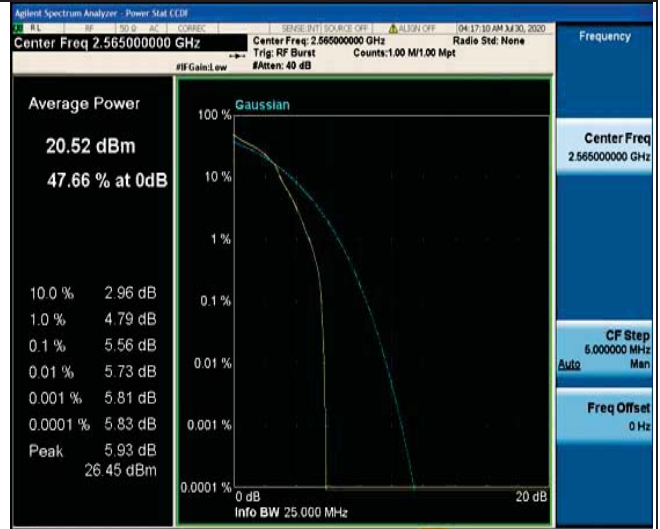 Agilent Spectrum Analyzer - Power Stat CCDF
RL RF 50 Ω AC CORREC SENSE:INT SOURCE OFF ALIGN OFF 04:17:10 AM Jul 30, 2020
Center Freq 2.565000000 GHz
Center Freq: 2.565000000 GHz Radio Std: None
Trig: RF Burst Counts:1.00 M/1.00 Mpt
#IFGain:Low #Atten: 40 dB
Frequency
Average Power
20.52 dBm
47.66 % at 0dB
10.0 % 2.96 dB
1.0 % 4.79 dB
0.1 % 5.56 dB
0.01 % 5.73 dB
0.001 % 5.81 dB
0.0001 % 5.83 dB
Peak 5.93 dB
26.45 dBm
Gaussian
100 %
10 %
1 %
0.1 %
0.01 %
0.001 %
0.0001 %
0 dB 20 dB
Info BW 25.000 MHz
Center Freq
2.565000000 GHz
CF Step
5.000000 MHz
Auto Man
Freq Offset
0 Hz